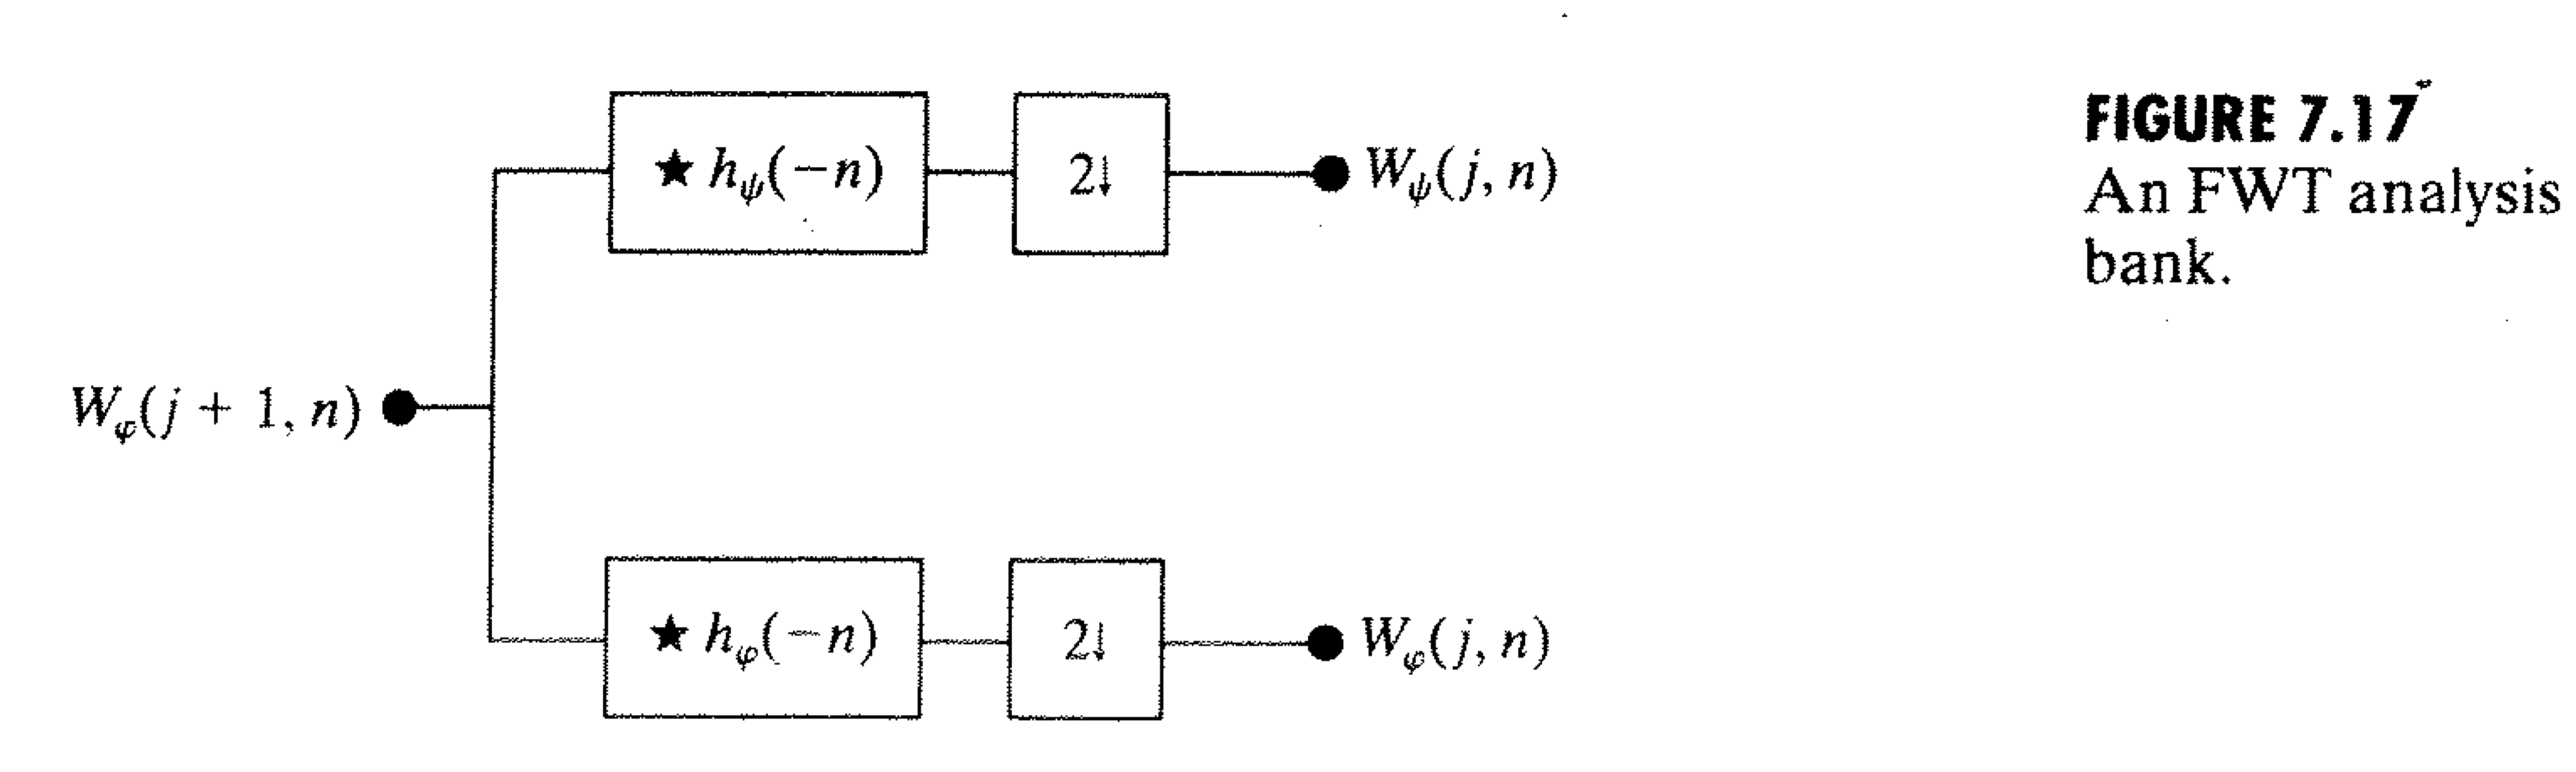 ★ h_ψ(−n)
2↓
W_ψ(j, n)
W_φ(j + 1, n)
★ h_φ(−n)
2↓
W_φ(j, n)
FIGURE 7.17
An FWT analysis
bank.